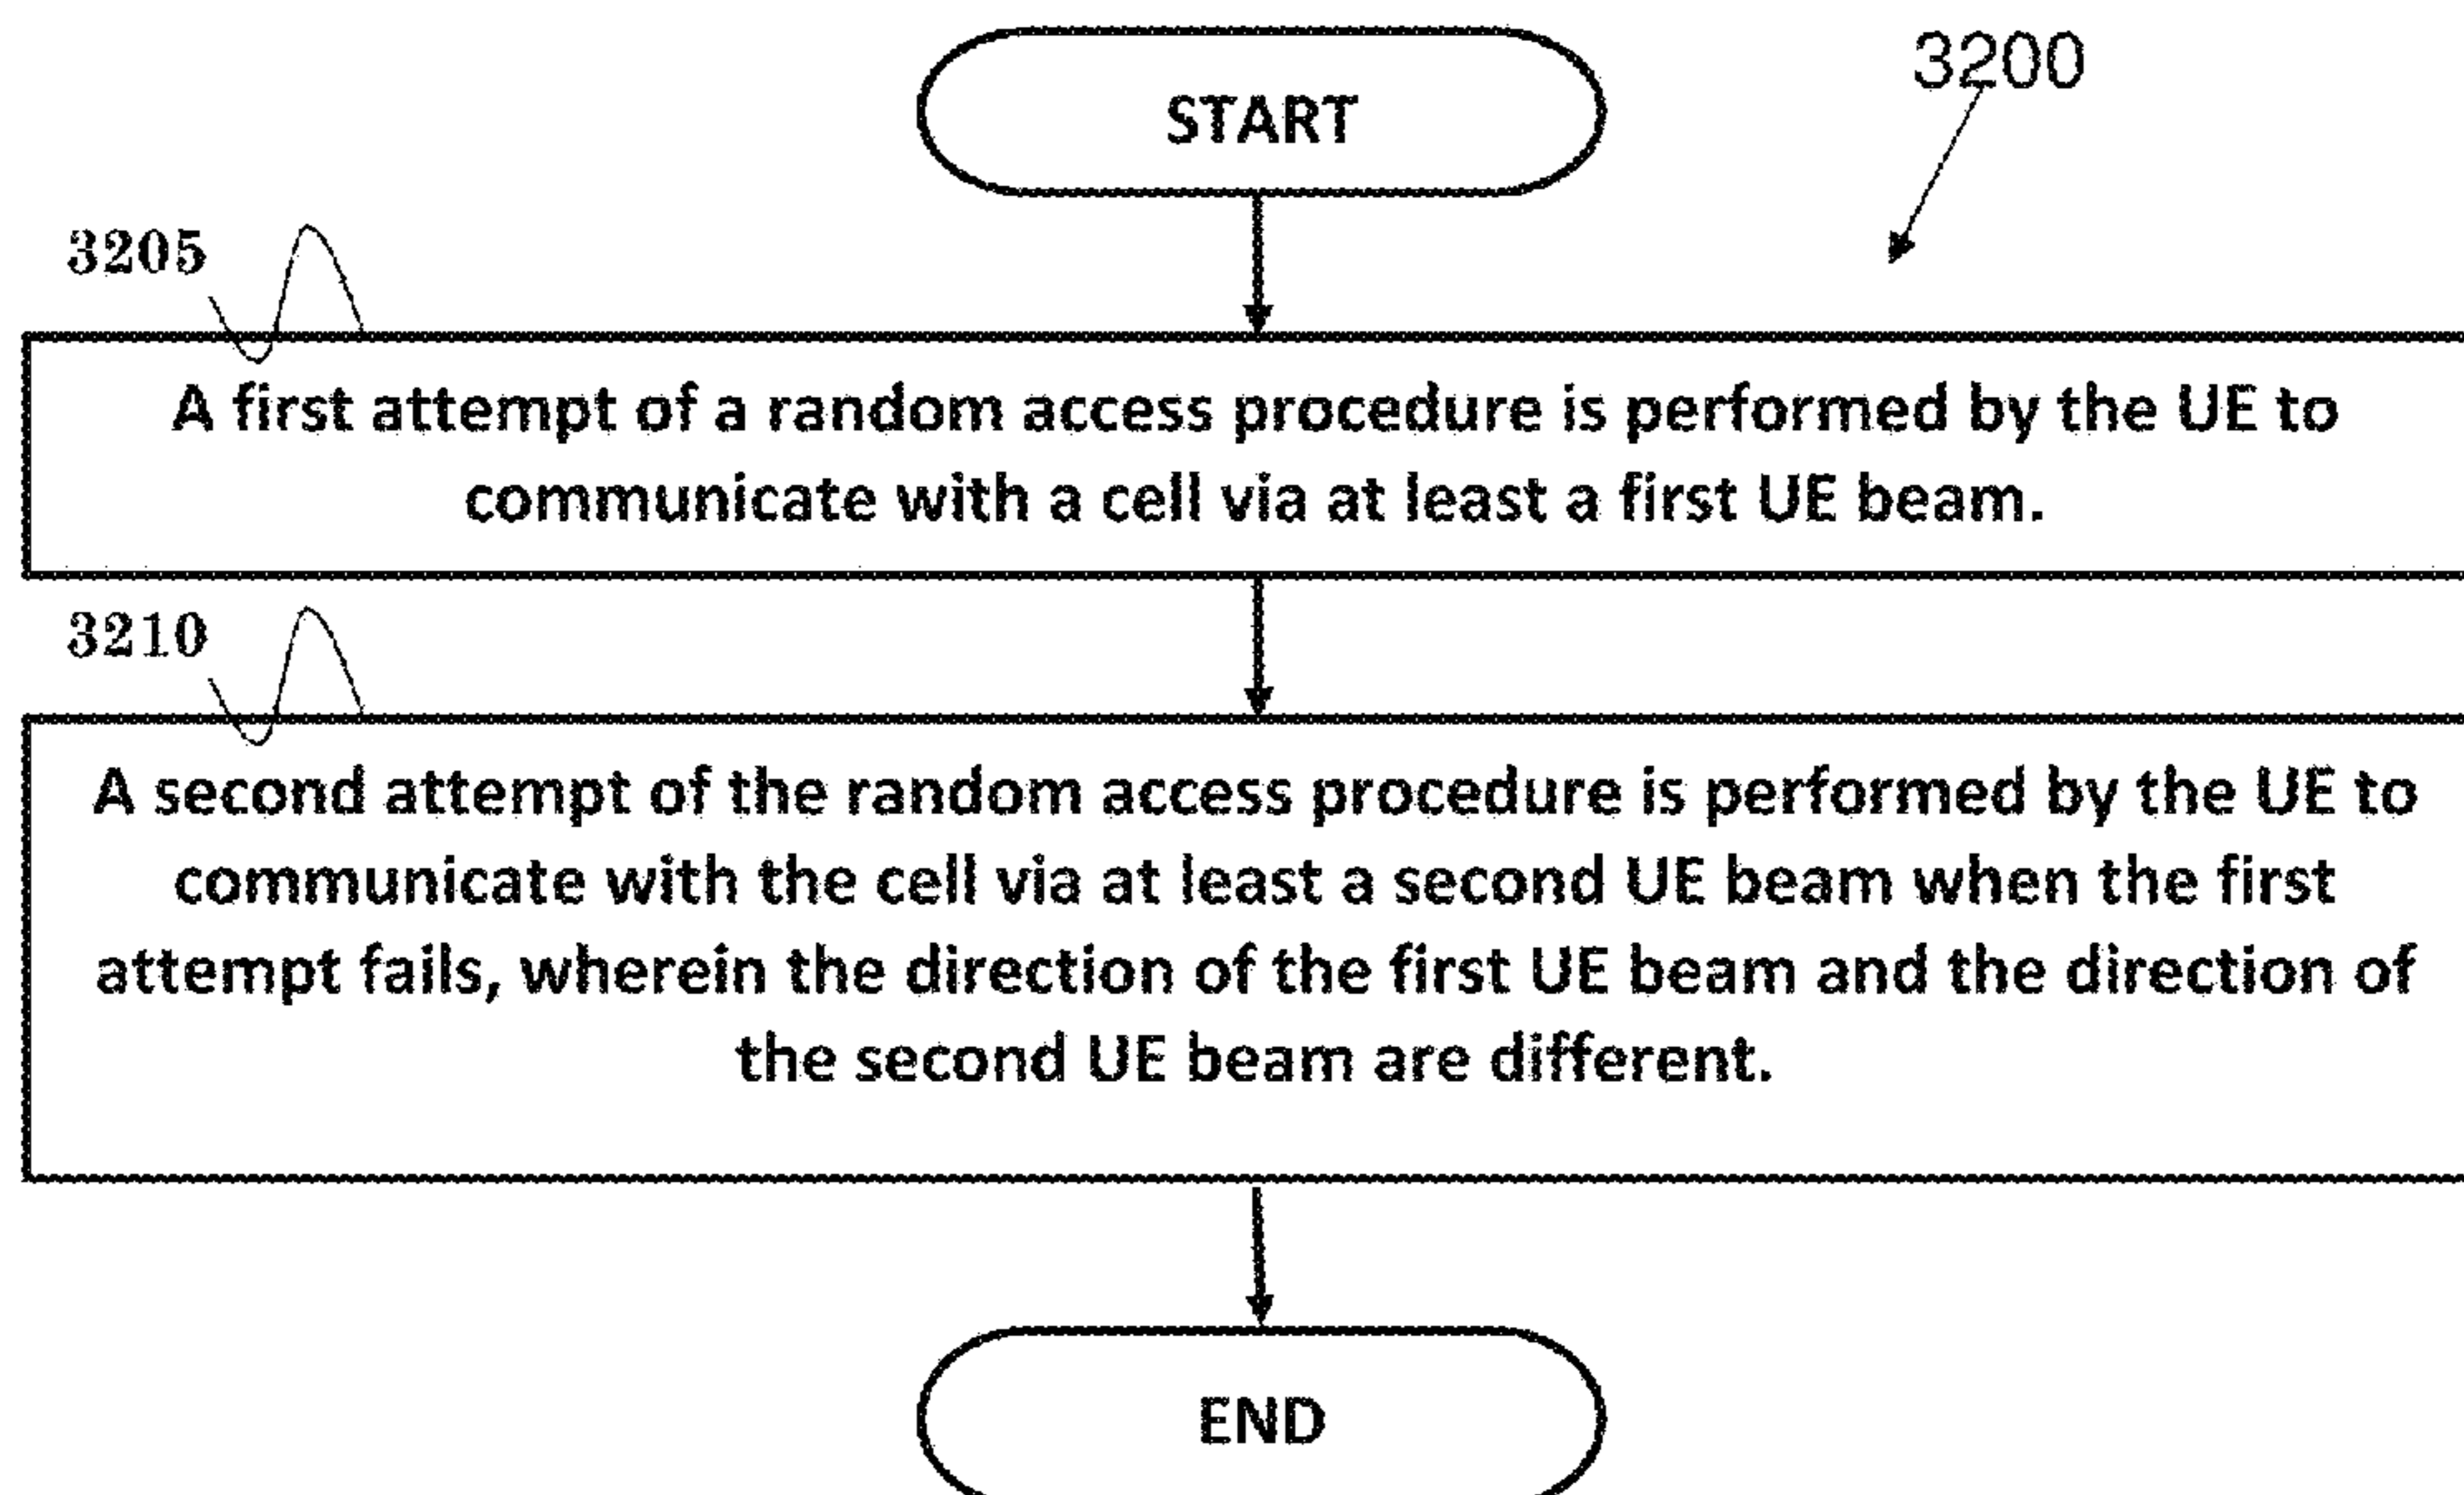 START
3200
3205
A first attempt of a random access procedure is performed by the UE to
communicate with a cell via at least a first UE beam.
3210
A second attempt of the random access procedure is performed by the UE to
communicate with the cell via at least a second UE beam when the first
attempt fails, wherein the direction of the first UE beam and the direction of
the second UE beam are different.
END